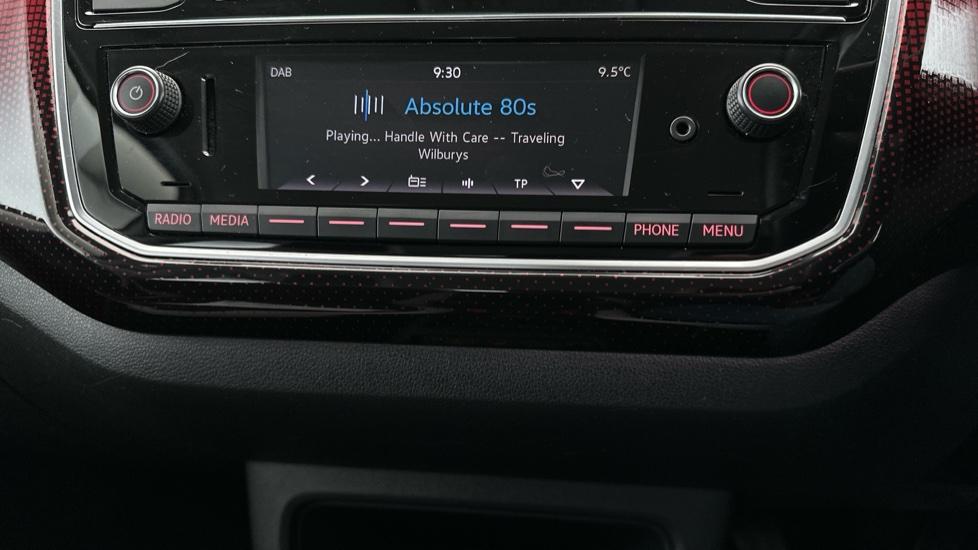 DAB 9:30 9.5°C
Absolute 80s
Playing... Handle With Care -- Traveling
Wilburys
TP
RADIO MEDIA PHONE MENU